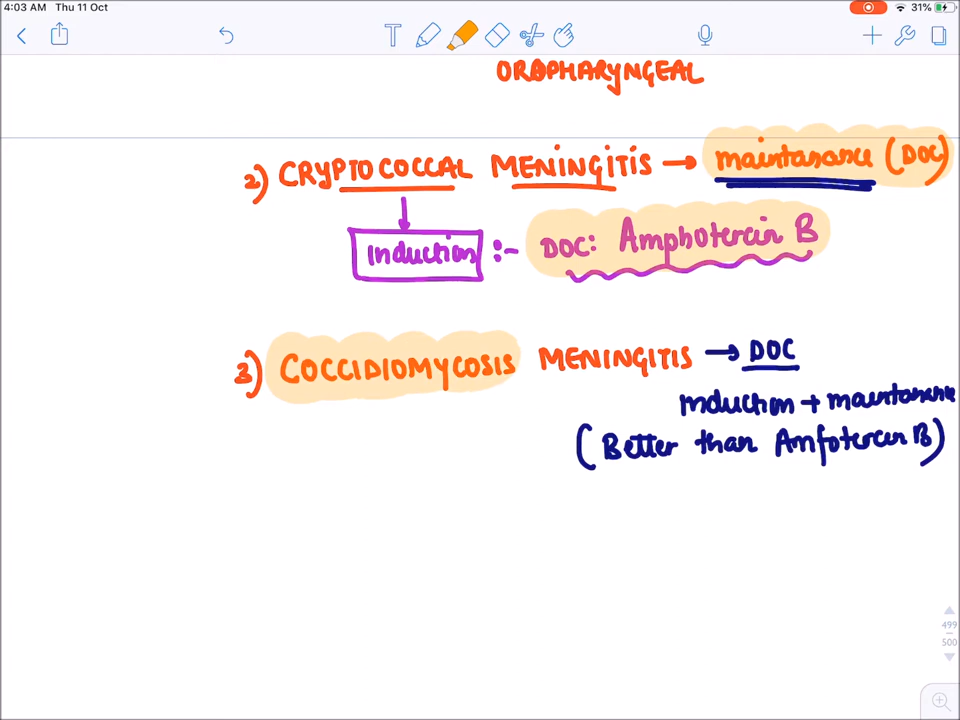 4:03 AM Thu 11 Oct 31%
T
OROPHARYNGEAL
2) CRYPTOCOCCAL MENINGITIS → maintanance (DOC)
Induction :- DOC: Amphotercin B
3) COCCIDIOMYCOSIS MENINGITIS → DOC
induction + maintanance
(Better than Amfotercin B)
499
500